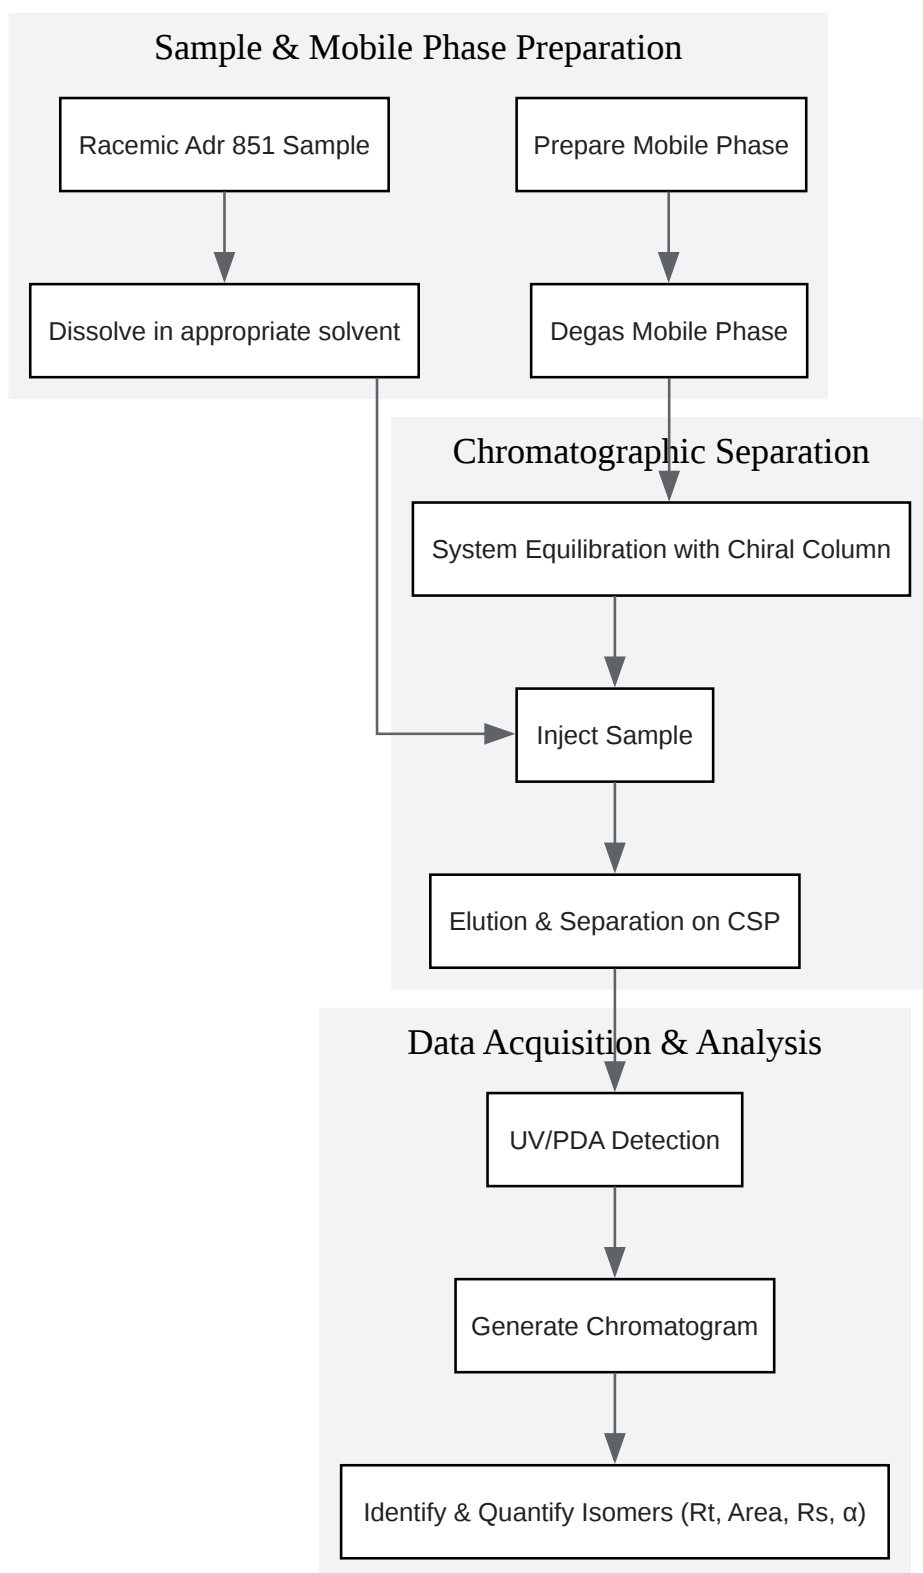 Sample & Mobile Phase Preparation
Racemic Adr 851 Sample
Prepare Mobile Phase
Dissolve in appropriate solvent
Degas Mobile Phase
Chromatographic Separation
System Equilibration with Chiral Column
Inject Sample
Elution & Separation on CSP
Data Acquisition & Analysis
UV/PDA Detection
Generate Chromatogram
Identify & Quantify Isomers (Rt, Area, Rs, α)